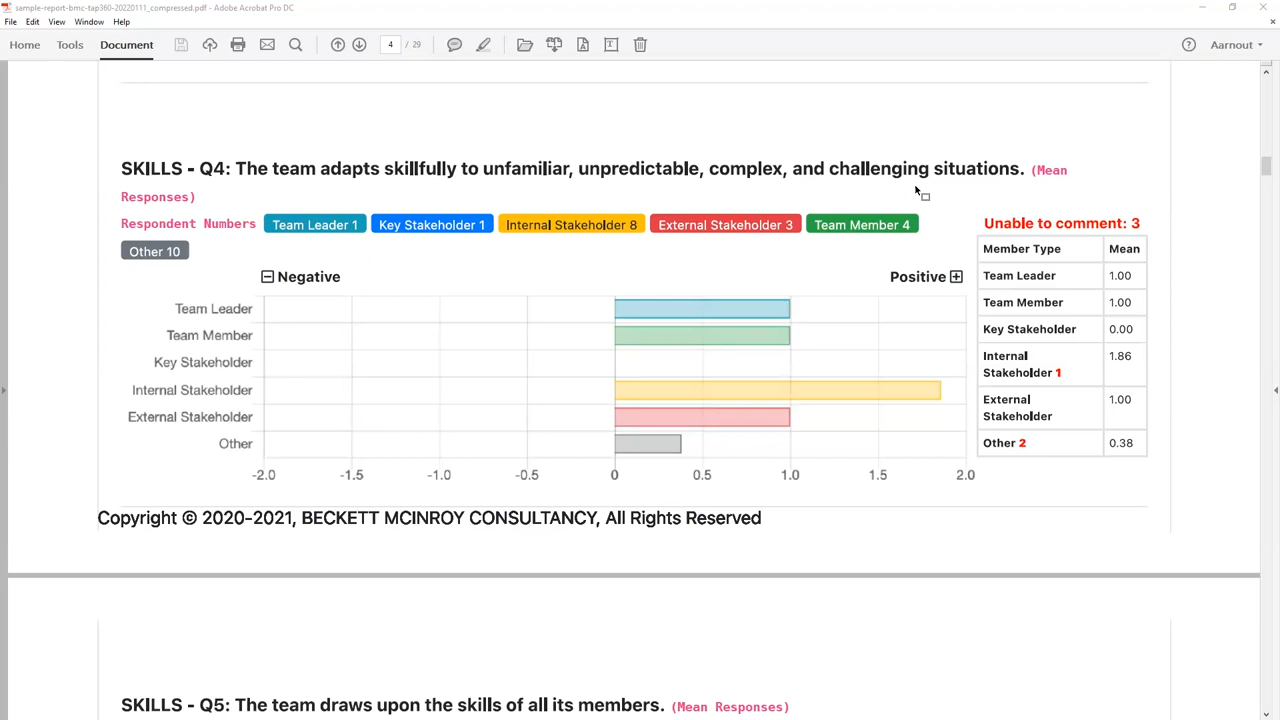 sample-report-bmc-tap360-20220111_compressed.pdf - Adobe Acrobat Pro DC
File Edit View Window Help
Home Tools Document 4 / 29 Aarnout
SKILLS - Q4: The team adapts skillfully to unfamiliar, unpredictable, complex, and challenging situations. (Mean
Responses)
Respondent Numbers Team Leader 1 Key Stakeholder 1 Internal Stakeholder 8 External Stakeholder 3 Team Member 4
Other 10
Unable to comment: 3
Negative Positive
Team Leader
Team Member
Key Stakeholder
Internal Stakeholder
External Stakeholder
Other
-2.0 -1.5 -1.0 -0.5 0 0.5 1.0 1.5 2.0
Member Type Mean
Team Leader 1.00
Team Member 1.00
Key Stakeholder 0.00
Internal 1.86
Stakeholder 1
External 1.00
Stakeholder
Other 2 0.38
Copyright © 2020-2021, BECKETT MCINROY CONSULTANCY, All Rights Reserved
SKILLS - Q5: The team draws upon the skills of all its members. (Mean Responses)